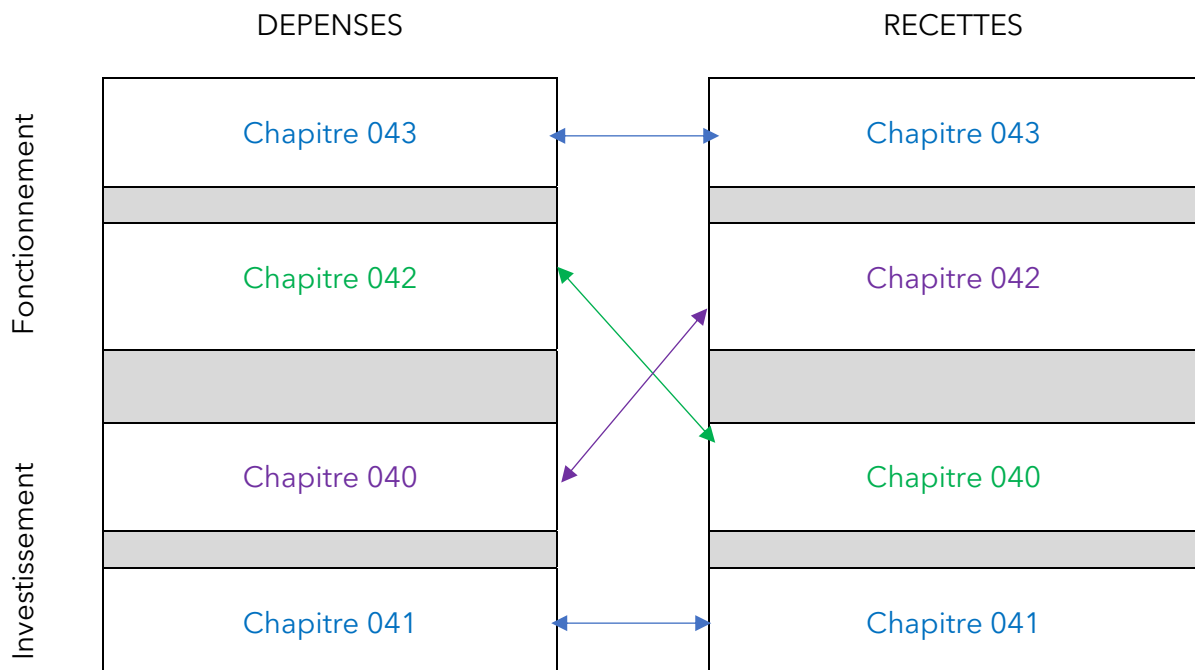 DEPENSES RECETTES
Fonctionnement
Chapitre 043 Chapitre 043
Chapitre 042 Chapitre 042
Investissement
Chapitre 040 Chapitre 040
Chapitre 041 Chapitre 041